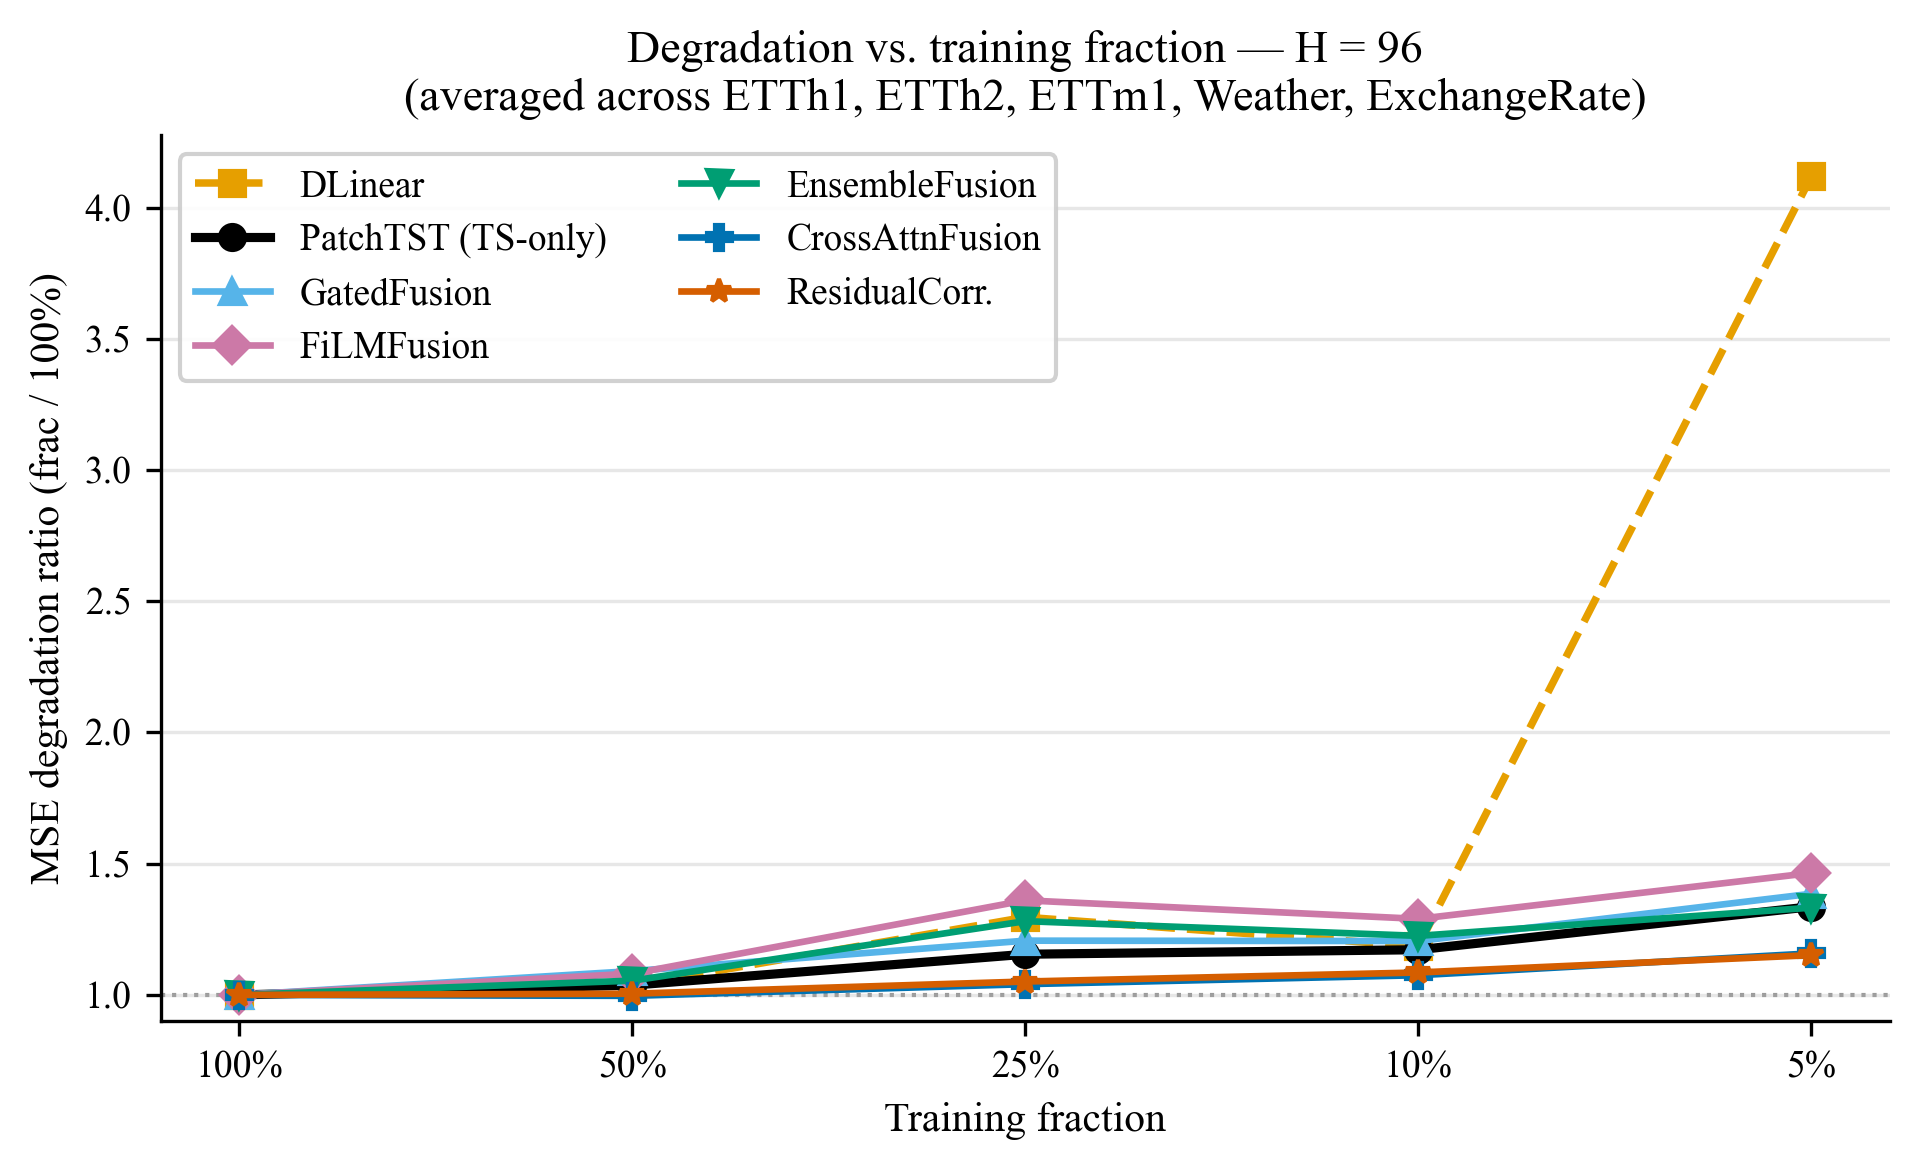 Degradation vs. training fraction — H = 96
(averaged across ETTh1, ETTh2, ETTm1, Weather, ExchangeRate)
DLinear
PatchTST (TS-only)
GatedFusion
FiLMFusion
EnsembleFusion
CrossAttnFusion
ResidualCorr.
MSE degradation ratio (frac / 100%)
4.0
3.5
3.0
2.5
2.0
1.5
1.0
100%
50%
25%
10%
5%
Training fraction